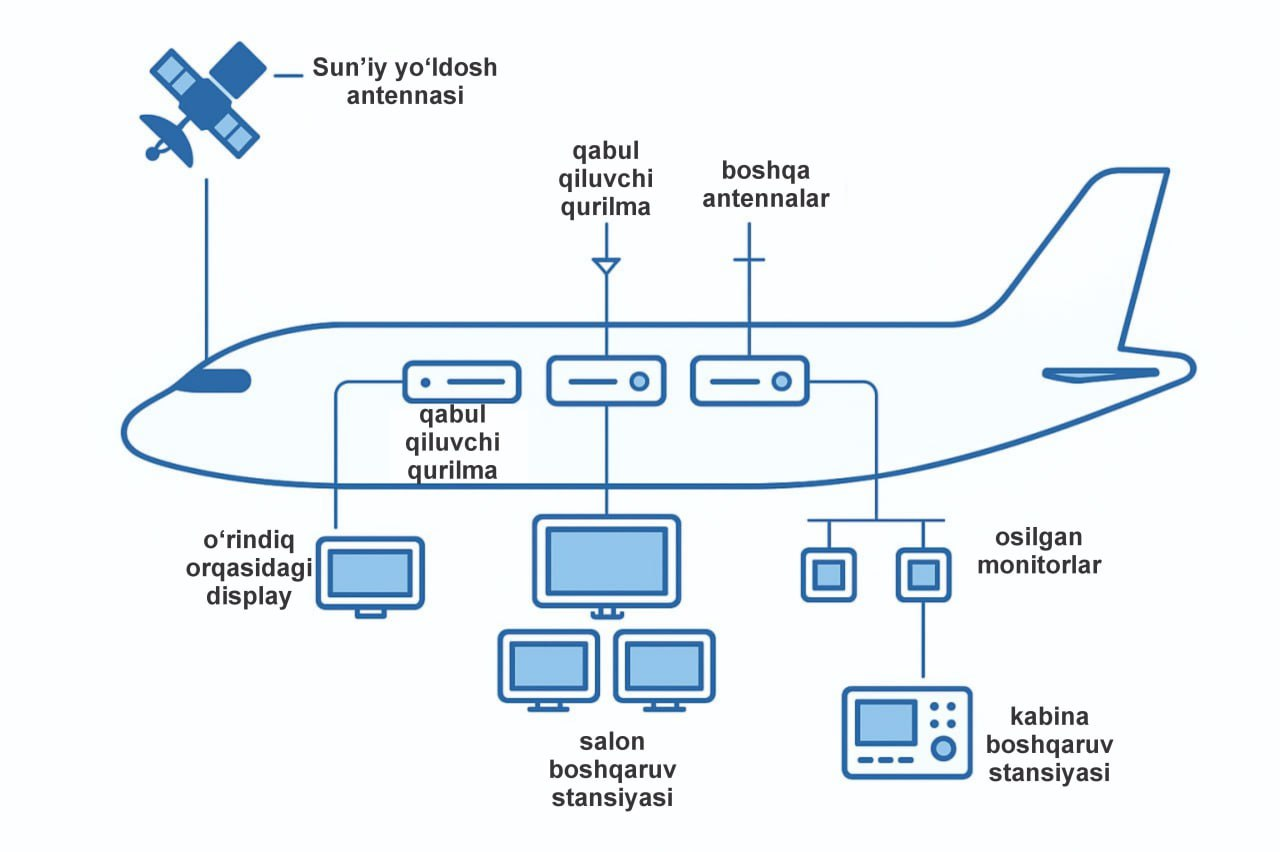 Sun’iy yo‘ldosh
antennasi
qabul
qiluvchi
qurilma
boshqa
antennalar
qabul
qiluvchi
qurilma
o‘rindiq
orqasidagi
display
osilgan
monitorlar
salon
boshqaruv
stansiyasi
kabina
boshqaruv
stansiyasi